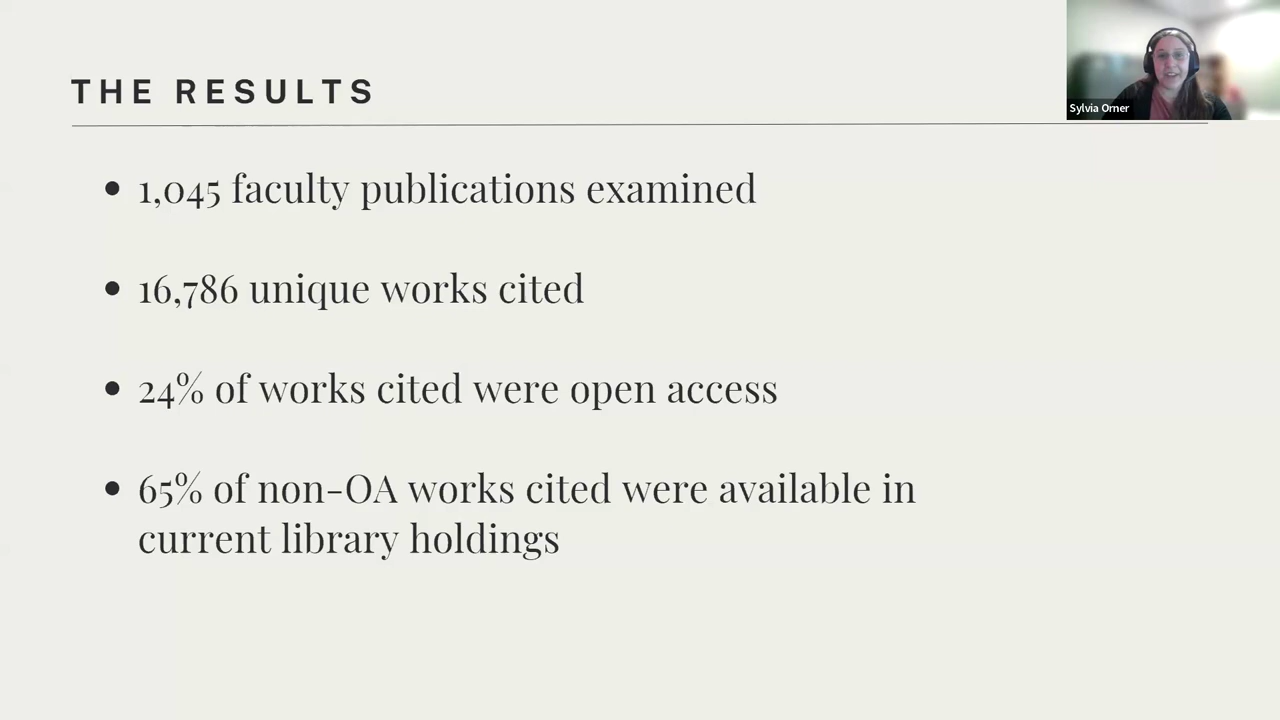 THE RESULTS
Sylvia Orner
• 1,045 faculty publications examined
• 16,786 unique works cited
• 24% of works cited were open access
• 65% of non-OA works cited were available in
current library holdings